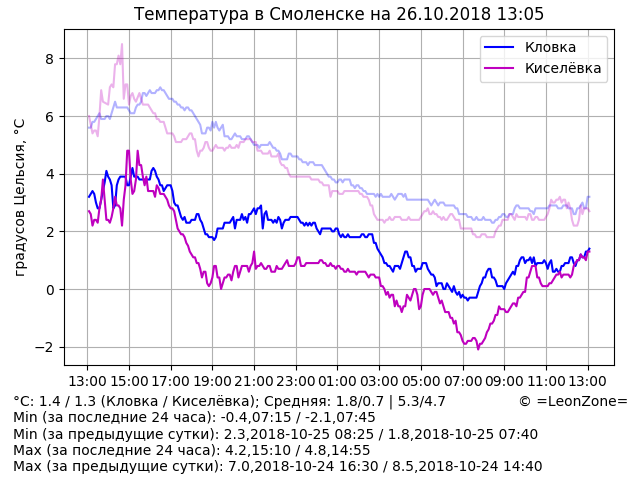 Температура в Смоленске на 26.10.2018 13:05
Кловка
Киселёвка
градусов Цельсия, °C
8
6
4
2
0
−2
13:00 15:00 17:00 19:00 21:00 23:00 01:00 03:00 05:00 07:00 09:00 11:00 13:00
°C: 1.4 / 1.3 (Кловка / Киселёвка); Средняя: 1.8/0.7 | 5.3/4.7 © =LeonZone=
Min (за последние 24 часа): -0.4,07:15 / -2.1,07:45
Min (за предыдущие сутки): 2.3,2018-10-25 08:25 / 1.8,2018-10-25 07:40
Max (за последние 24 часа): 4.2,15:10 / 4.8,14:55
Max (за предыдущие сутки): 7.0,2018-10-24 16:30 / 8.5,2018-10-24 14:40